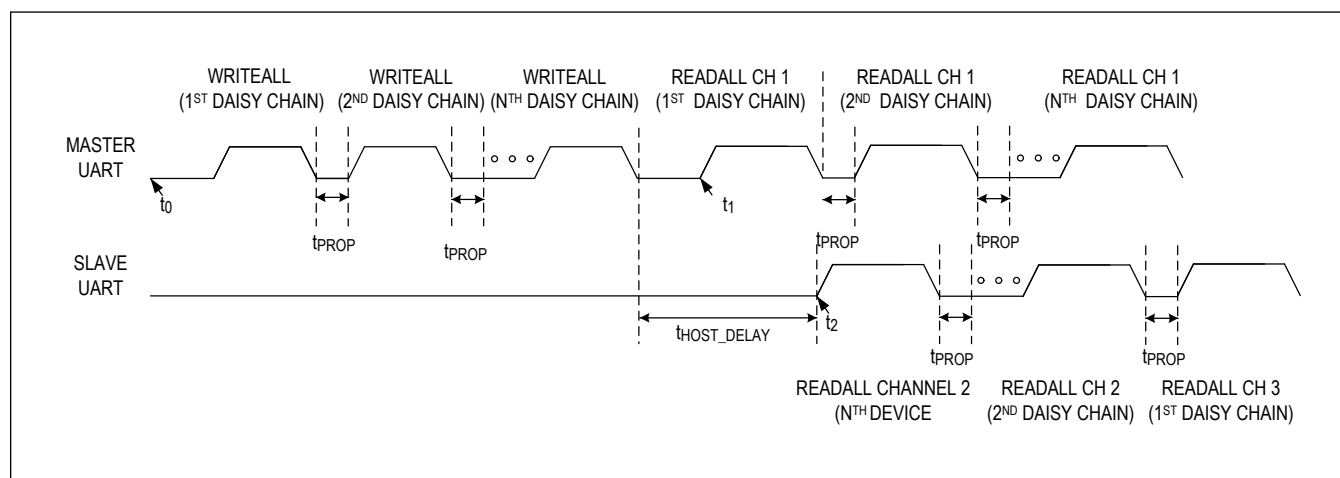 WRITEALL
(1ST DAISY CHAIN)
WRITEALL
(2ND DAISY CHAIN)
WRITEALL
(NTH DAISY CHAIN)
READALL CH 1
(1ST DAISY CHAIN)
READALL CH 1
(2ND DAISY CHAIN)
READALL CH 1
(NTH DAISY CHAIN)
MASTER
UART
t0
tPROP
tPROP
t1
tPROP
tPROP
SLAVE
UART
tHOST_DELAY
t2
tPROP
tPROP
READALL CHANNEL 2
(NTH DEVICE
READALL CH 2
(2ND DAISY CHAIN)
READALL CH 3
(1ST DAISY CHAIN)